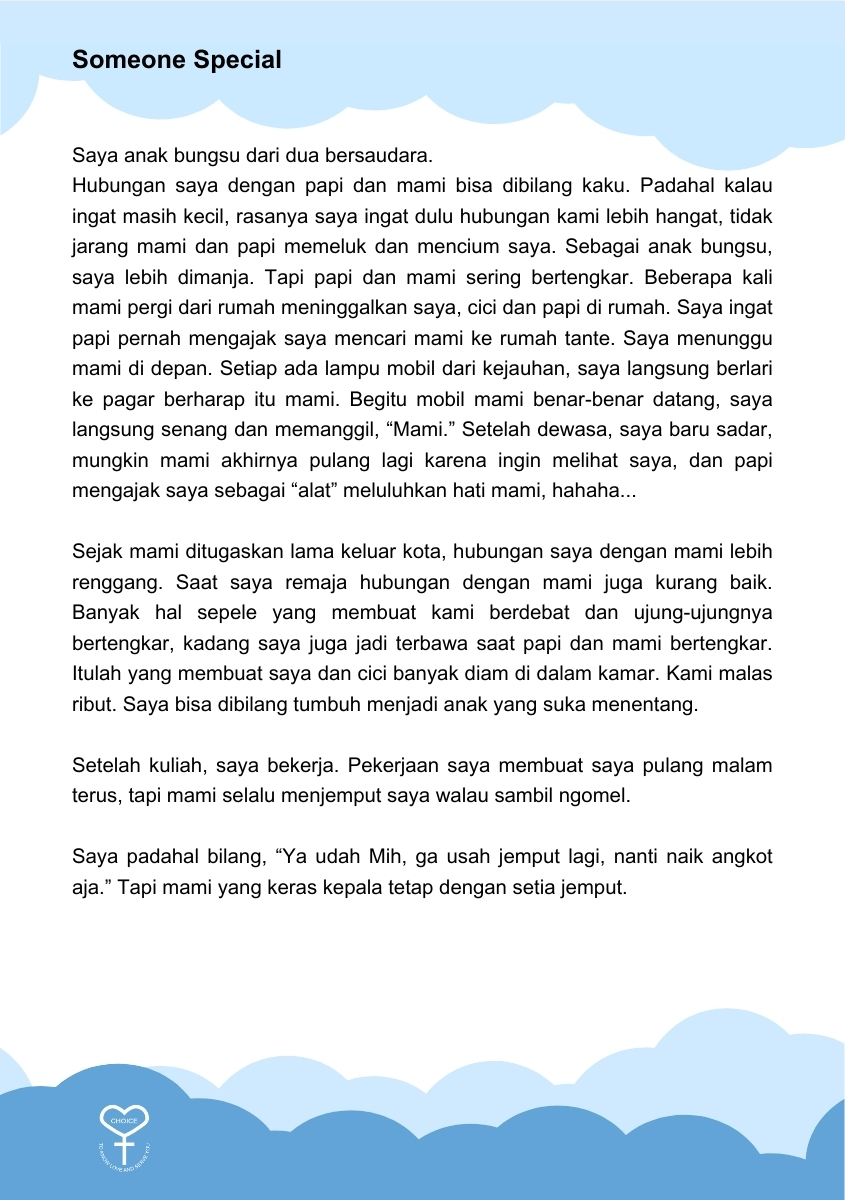 Someone Special
Saya anak bungsu dari dua bersaudara.
Hubungan saya dengan papi dan mami bisa dibilang kaku. Padahal kalau
ingat masih kecil, rasanya saya ingat dulu hubungan kami lebih hangat, tidak
jarang mami dan papi memeluk dan mencium saya. Sebagai anak bungsu,
saya lebih dimanja. Tapi papi dan mami sering bertengkar. Beberapa kali
mami pergi dari rumah meninggalkan saya, cici dan papi di rumah. Saya ingat
papi pernah mengajak saya mencari mami ke rumah tante. Saya menunggu
mami di depan. Setiap ada lampu mobil dari kejauhan, saya langsung berlari
ke pagar berharap itu mami. Begitu mobil mami benar-benar datang, saya
langsung senang dan memanggil, “Mami.” Setelah dewasa, saya baru sadar,
mungkin mami akhirnya pulang lagi karena ingin melihat saya, dan papi
mengajak saya sebagai “alat” meluluhkan hati mami, hahaha...
Sejak mami ditugaskan lama keluar kota, hubungan saya dengan mami lebih
renggang. Saat saya remaja hubungan dengan mami juga kurang baik.
Banyak hal sepele yang membuat kami berdebat dan ujung-ujungnya
bertengkar, kadang saya juga jadi terbawa saat papi dan mami bertengkar.
Itulah yang membuat saya dan cici banyak diam di dalam kamar. Kami malas
ribut. Saya bisa dibilang tumbuh menjadi anak yang suka menentang.
Setelah kuliah, saya bekerja. Pekerjaan saya membuat saya pulang malam
terus, tapi mami selalu menjemput saya walau sambil ngomel.
Saya padahal bilang, “Ya udah Mih, ga usah jemput lagi, nanti naik angkot
aja.” Tapi mami yang keras kepala tetap dengan setia jemput.
CHOICE
TO KNOW LOVE AND SERVE YOU